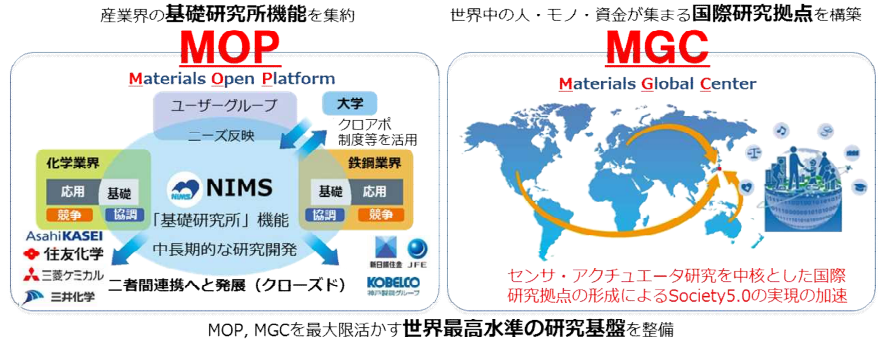 産業界の基礎研究所機能を集約
MOP
Materials Open Platform
ユーザーグループ
大学
ニーズ反映
クロアポ
制度等を活用
化学業界
鉄鋼業界
応用
基礎
NIMS
NIMS
基礎
応用
競争
協調
「基礎研究所」機能
協調
競争
中長期的な研究開発
AsahiKASEI
住友化学
三菱ケミカル
三井化学
新日鐵住金
JFE
KOBELCO
神戸製鋼グループ
二者間連携へと発展（クローズド）
世界中の人・モノ・資金が集まる国際研究拠点を構築
MGC
Materials Global Center
センサ・アクチュエータ研究を中核とした国際
研究拠点の形成によるSociety5.0の実現の加速
MOP, MGCを最大限活かす世界最高水準の研究基盤を整備